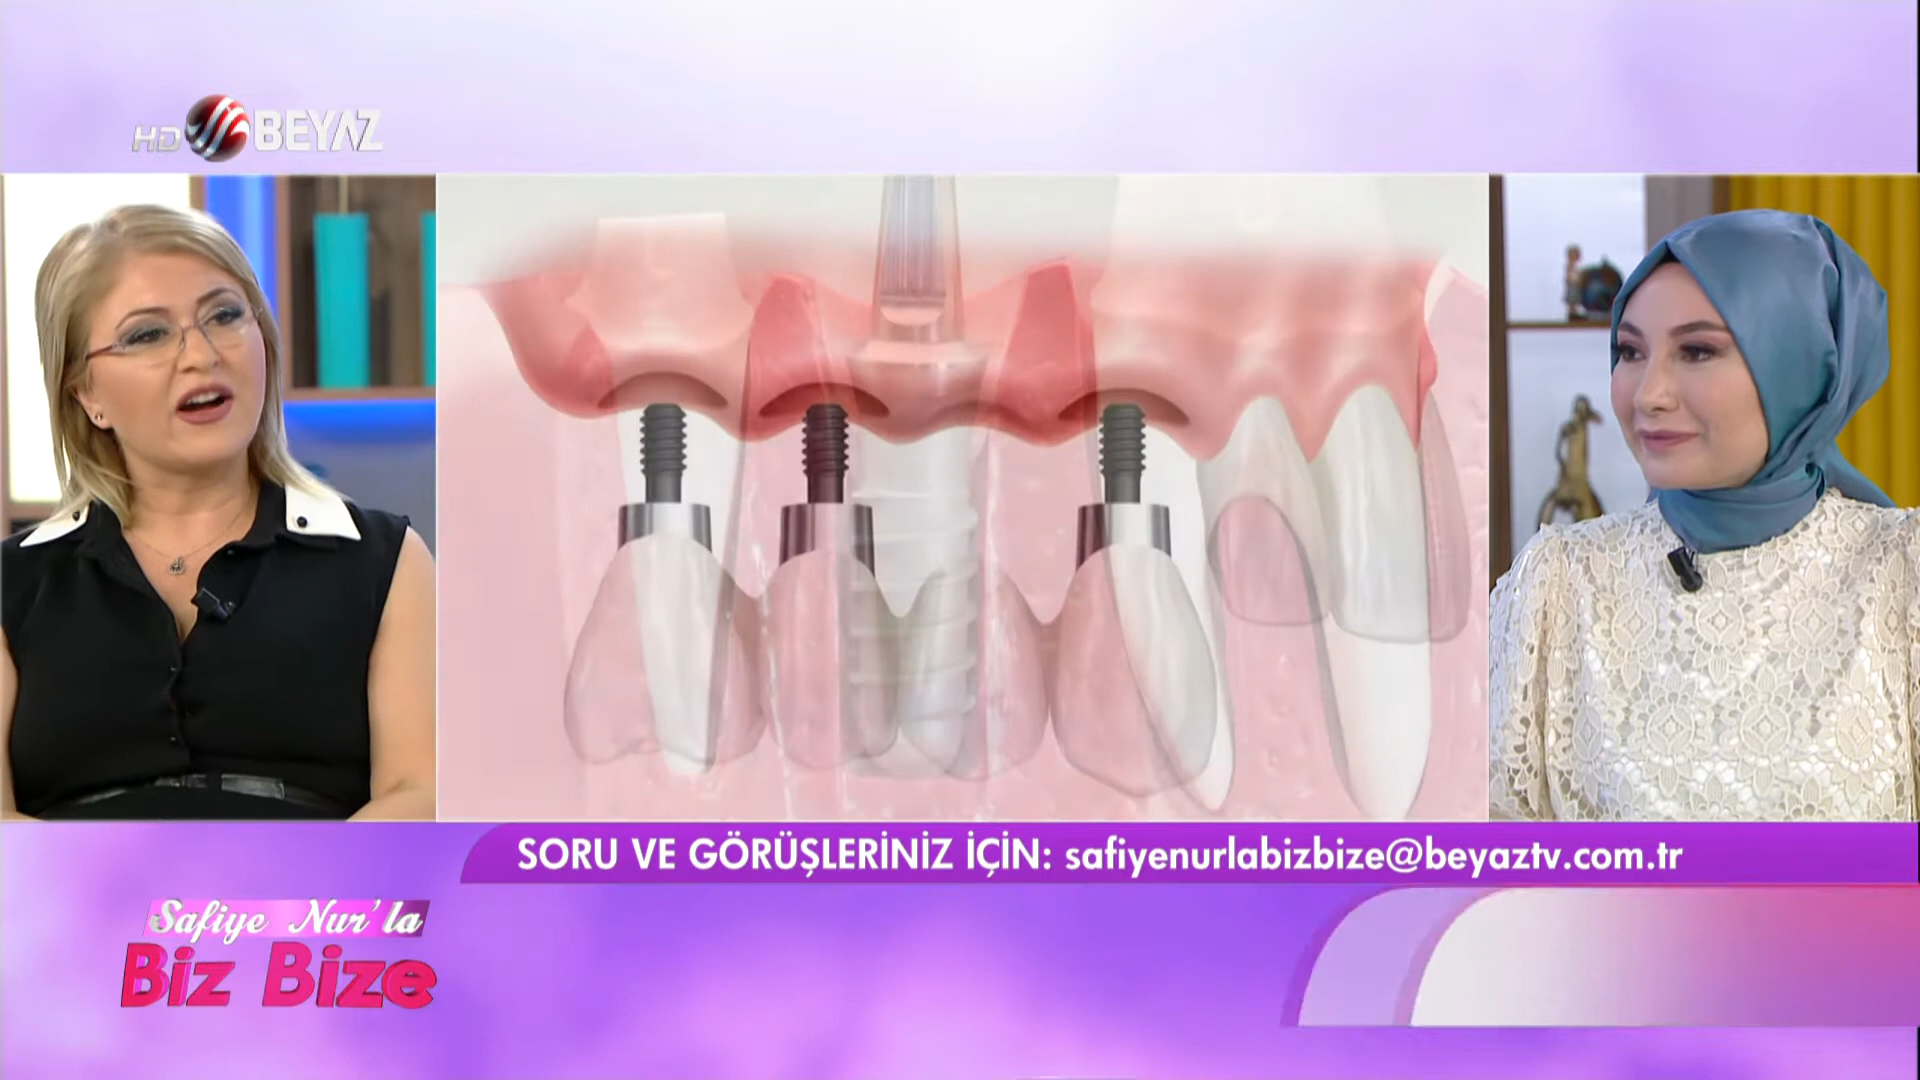 HD BEYAZ
SORU VE GÖRÜŞLERİNİZ İÇİN: safiyenurlabizbize@beyaztv.com.tr
Safiye Nur'la
Biz Bize